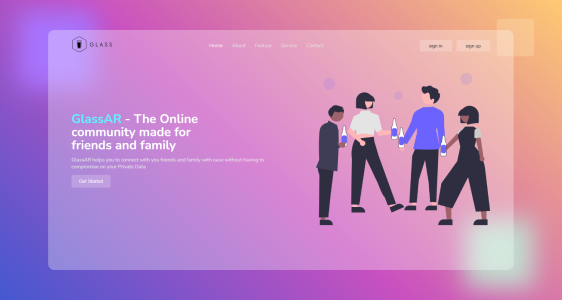 GLASS
Home About Feature Service Contact
sign in sign up
GlassAR - The Online
community made for
friends and family
GlassAR helps you to connect with you friends and family with ease without having to
compromise on your Private Data
Get Started